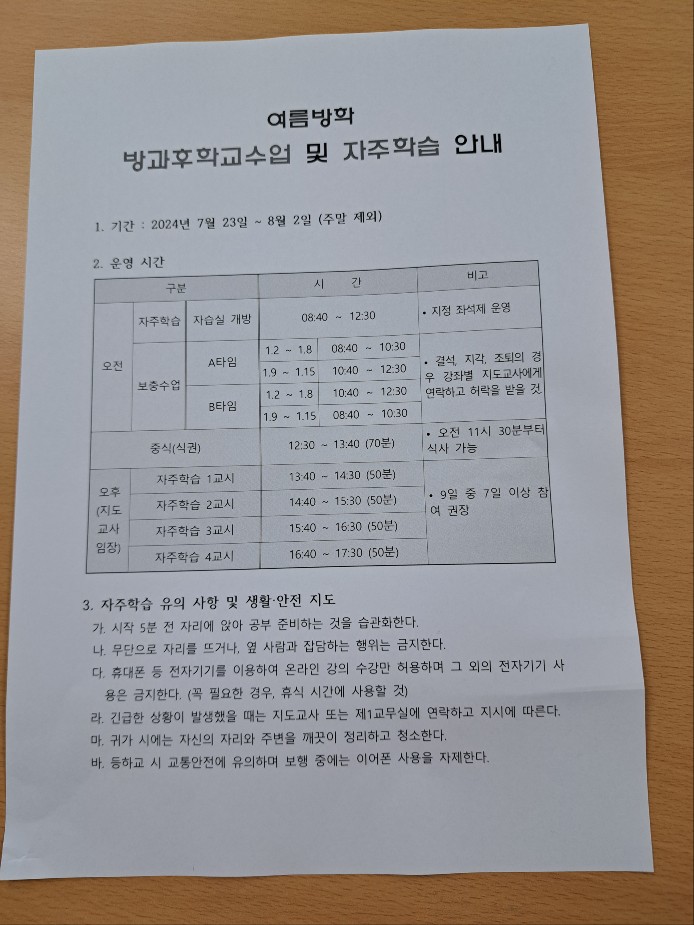 여름방학
방과후학교수업 및 자주학습 안내
1. 기간 : 2024년 7월 23일 ~ 8월 2일 (주말 제외)
2. 운영 시간
구분 시 간 비고
오전 자주학습 자습실 개방 08:40 ~ 12:30 • 지정 좌석제 운영
보충수업 A타임 1.2 ~ 1.8 08:40 ~ 10:30 • 결석, 지각, 조퇴의 경
1.9 ~ 1.15 10:40 ~ 12:30 우 강좌별 지도교사에게
B타임 1.2 ~ 1.8 10:40 ~ 12:30 연락하고 허락을 받을 것.
1.9 ~ 1.15 08:40 ~ 10:30
중식(식권) 12:30 ~ 13:40 (70분) • 오전 11시 30분부터
식사 가능
오후 자주학습 1교시 13:40 ~ 14:30 (50분)
(지도 자주학습 2교시 14:40 ~ 15:30 (50분) • 9일 중 7일 이상 참
교사 자주학습 3교시 15:40 ~ 16:30 (50분) 여 권장
임장) 자주학습 4교시 16:40 ~ 17:30 (50분)
3. 자주학습 유의 사항 및 생활·안전 지도
가. 시작 5분 전 자리에 앉아 공부 준비하는 것을 습관화한다.
나. 무단으로 자리를 뜨거나, 옆 사람과 잡담하는 행위는 금지한다.
다. 휴대폰 등 전자기기를 이용하여 온라인 강의 수강만 허용하며 그 외의 전자기기 사
용은 금지한다. (꼭 필요한 경우, 휴식 시간에 사용할 것)
라. 긴급한 상황이 발생했을 때는 지도교사 또는 제1교무실에 연락하고 지시에 따른다.
마. 귀가 시에는 자신의 자리와 주변을 깨끗이 정리하고 청소한다.
바. 등하교 시 교통안전에 유의하며 보행 중에는 이어폰 사용을 자제한다.